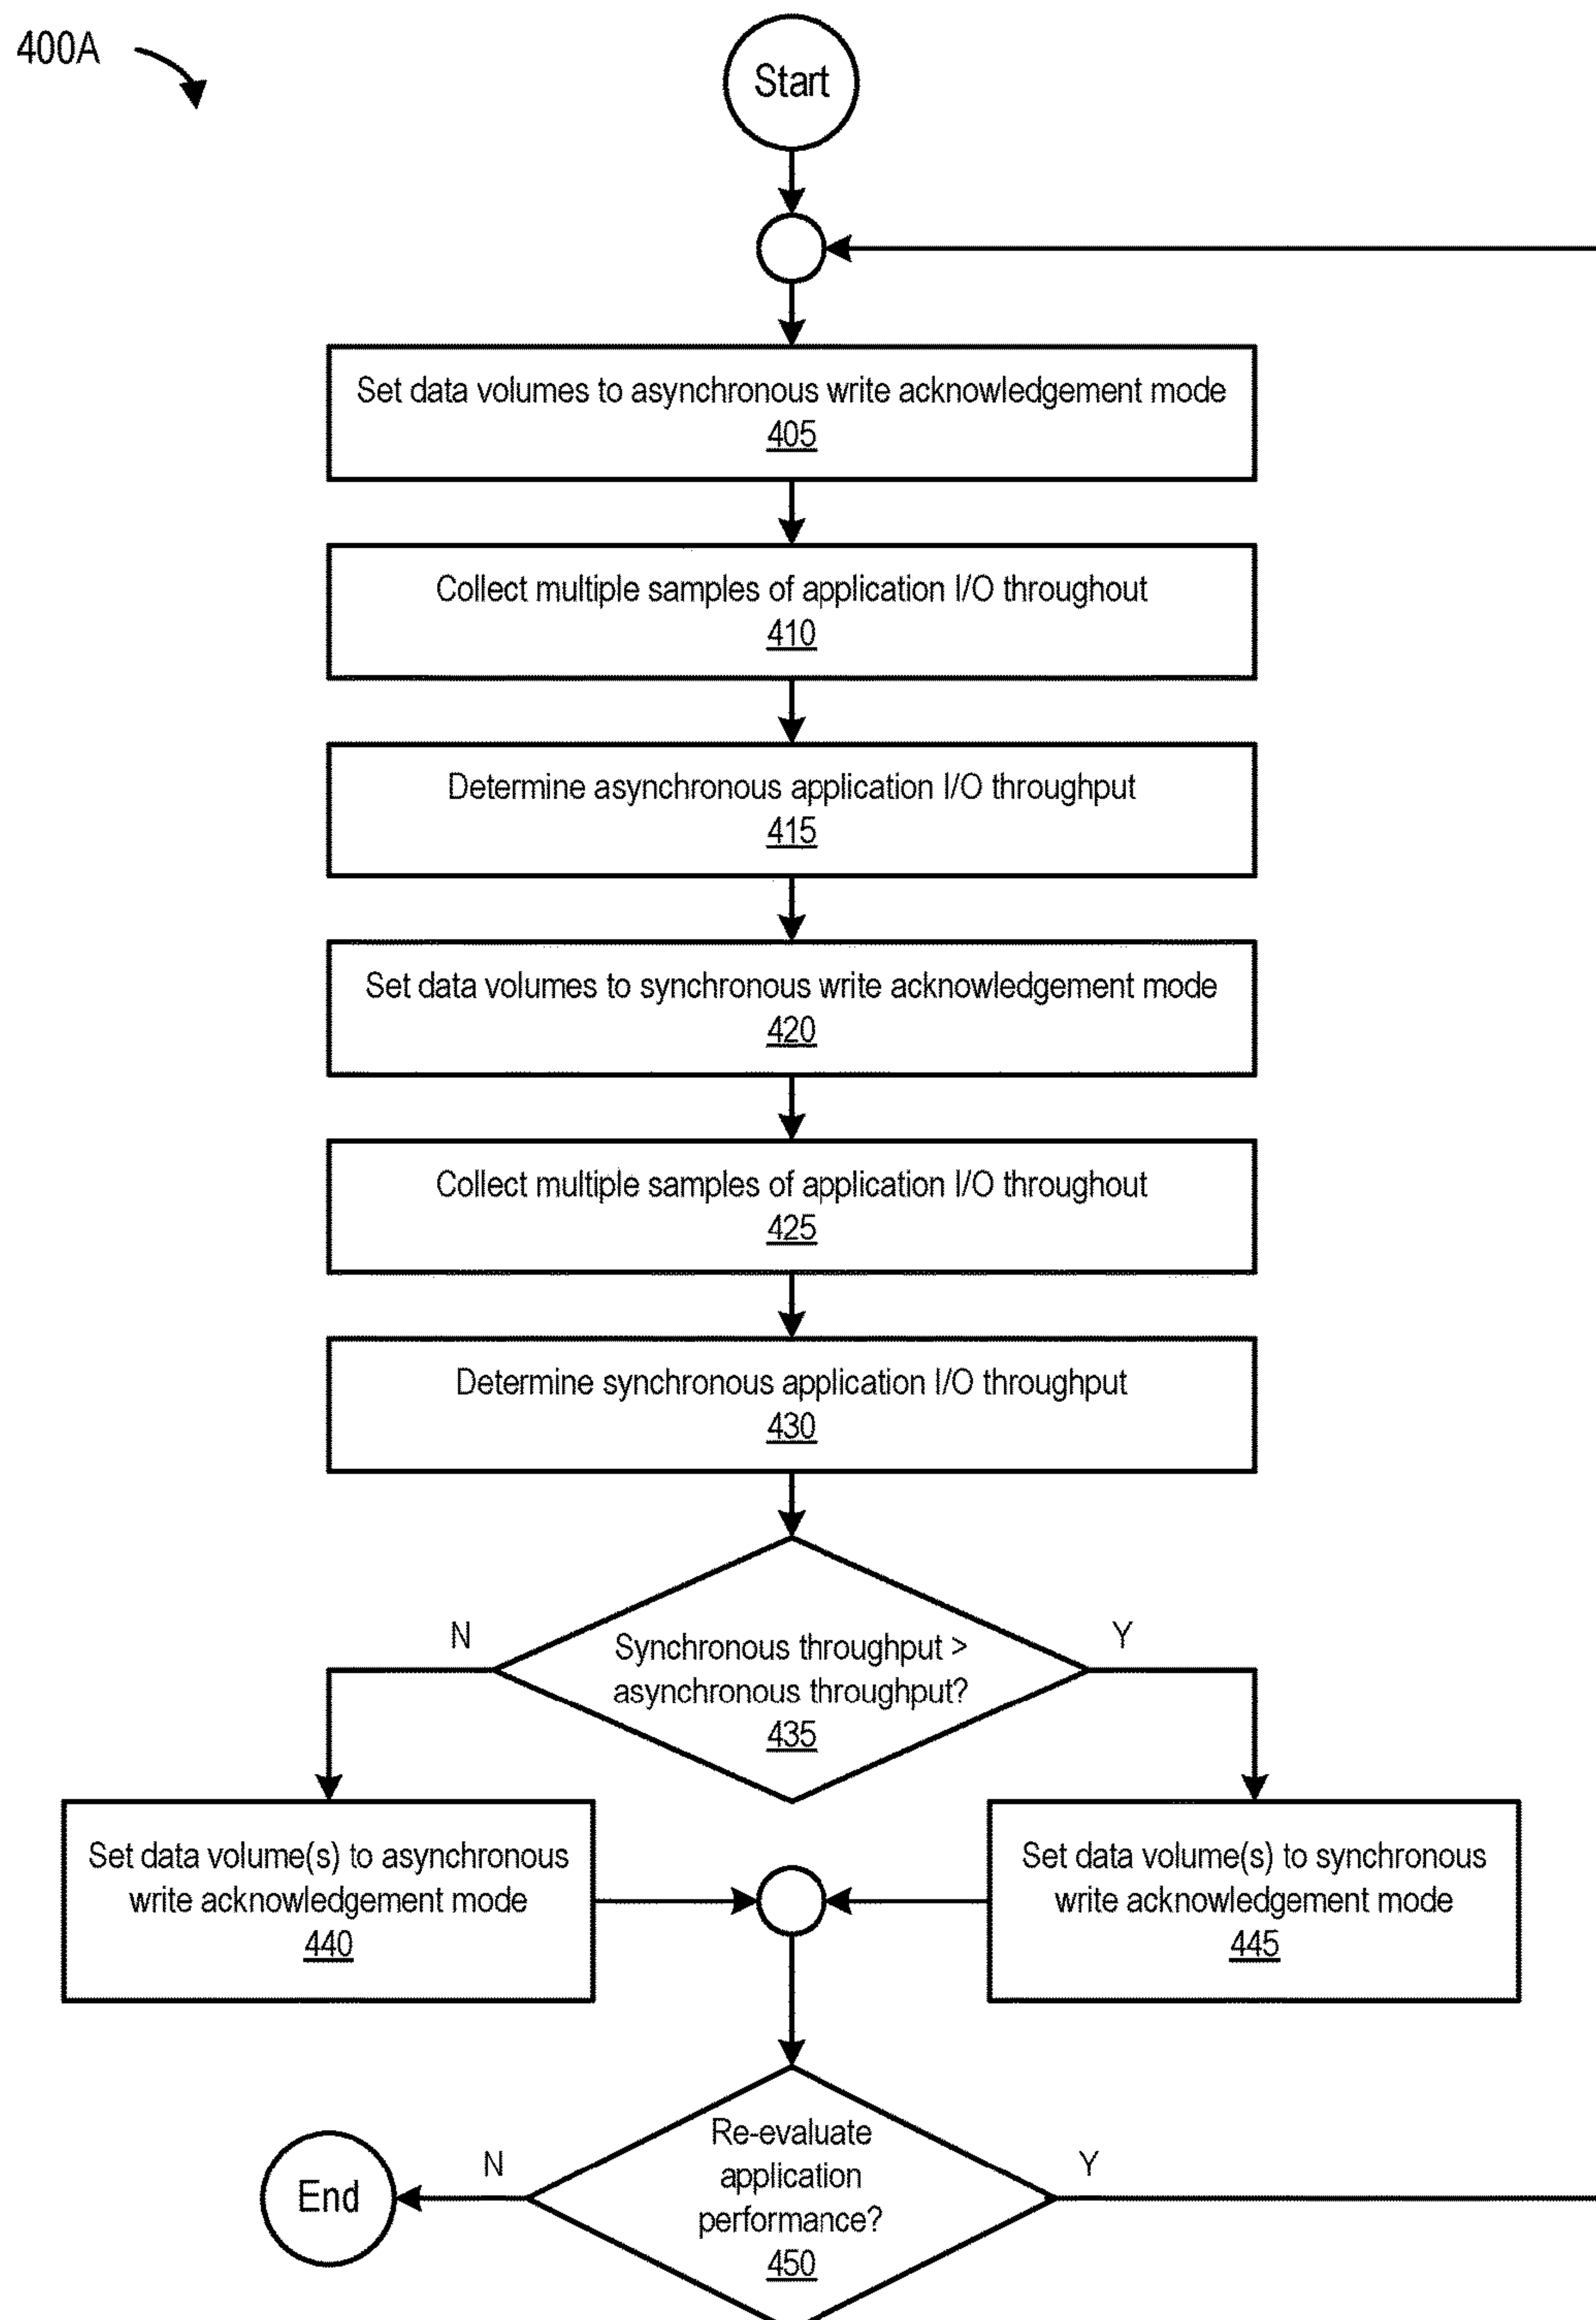 400A
Start
Set data volumes to asynchronous write acknowledgement mode
405
Collect multiple samples of application I/O throughout
410
Determine asynchronous application I/O throughput
415
Set data volumes to synchronous write acknowledgement mode
420
Collect multiple samples of application I/O throughout
425
Determine synchronous application I/O throughput
430
N
Y
Synchronous throughput >
asynchronous throughput?
435
Set data volume(s) to asynchronous
write acknowledgement mode
440
Set data volume(s) to synchronous
write acknowledgement mode
445
Re-evaluate
application
performance?
450
N
Y
End